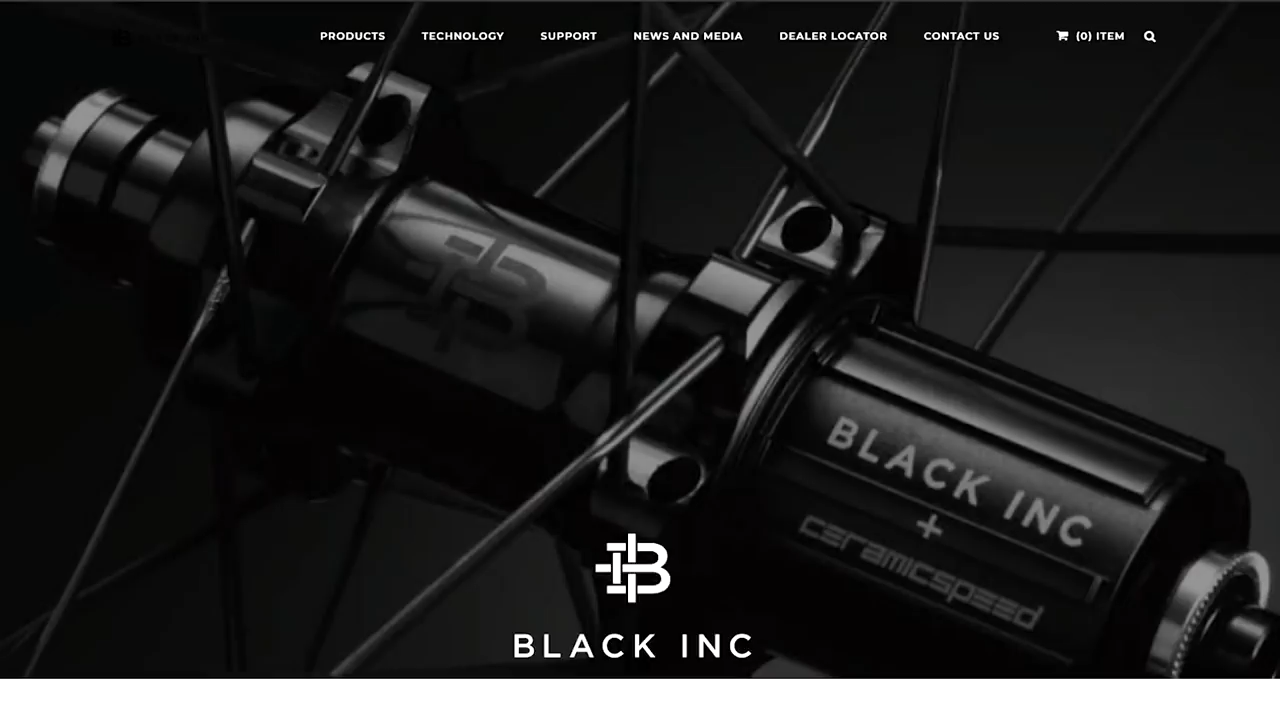 PRODUCTS TECHNOLOGY SUPPORT NEWS AND MEDIA DEALER LOCATOR CONTACT US (0) ITEM
BLACK INC
+
ceramicspeed
BLACK INC